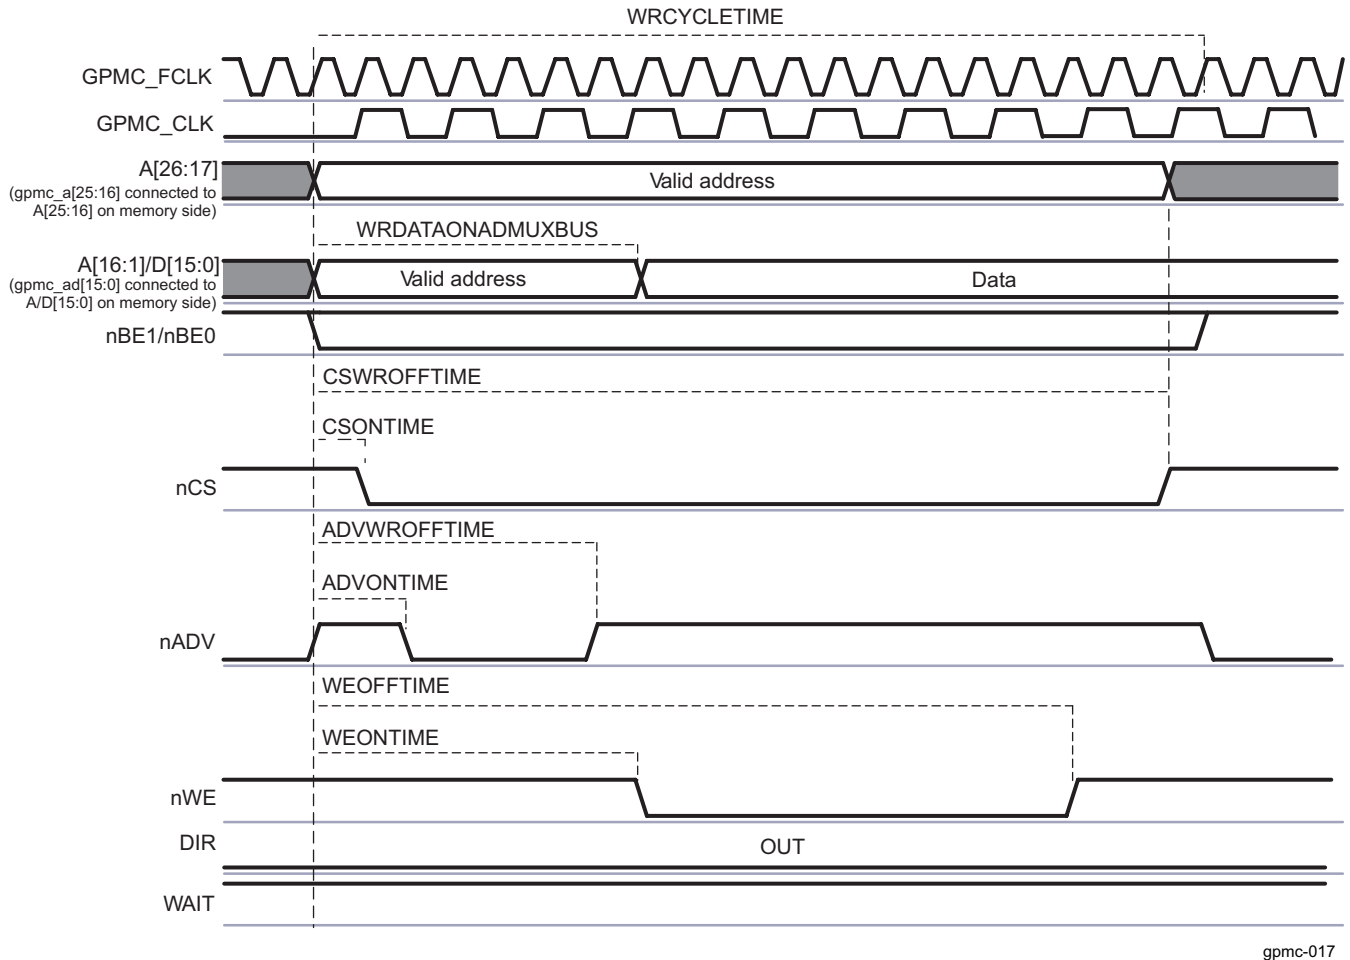 WRCYCLETIME
GPMC_FCLK
GPMC_CLK
A[26:17]
(gpmc_a[25:16] connected to
A[25:16] on memory side)
Valid address
WRDATAONADMUXBUS
A[16:1]/D[15:0]
(gpmc_ad[15:0] connected to
A/D[15:0] on memory side)
Valid address
Data
nBE1/nBE0
CSWROFFTIME
CSONTIME
nCS
ADVWROFFTIME
ADVONTIME
nADV
WEOFFTIME
WEONTIME
nWE
DIR
OUT
WAIT
gpmc-017